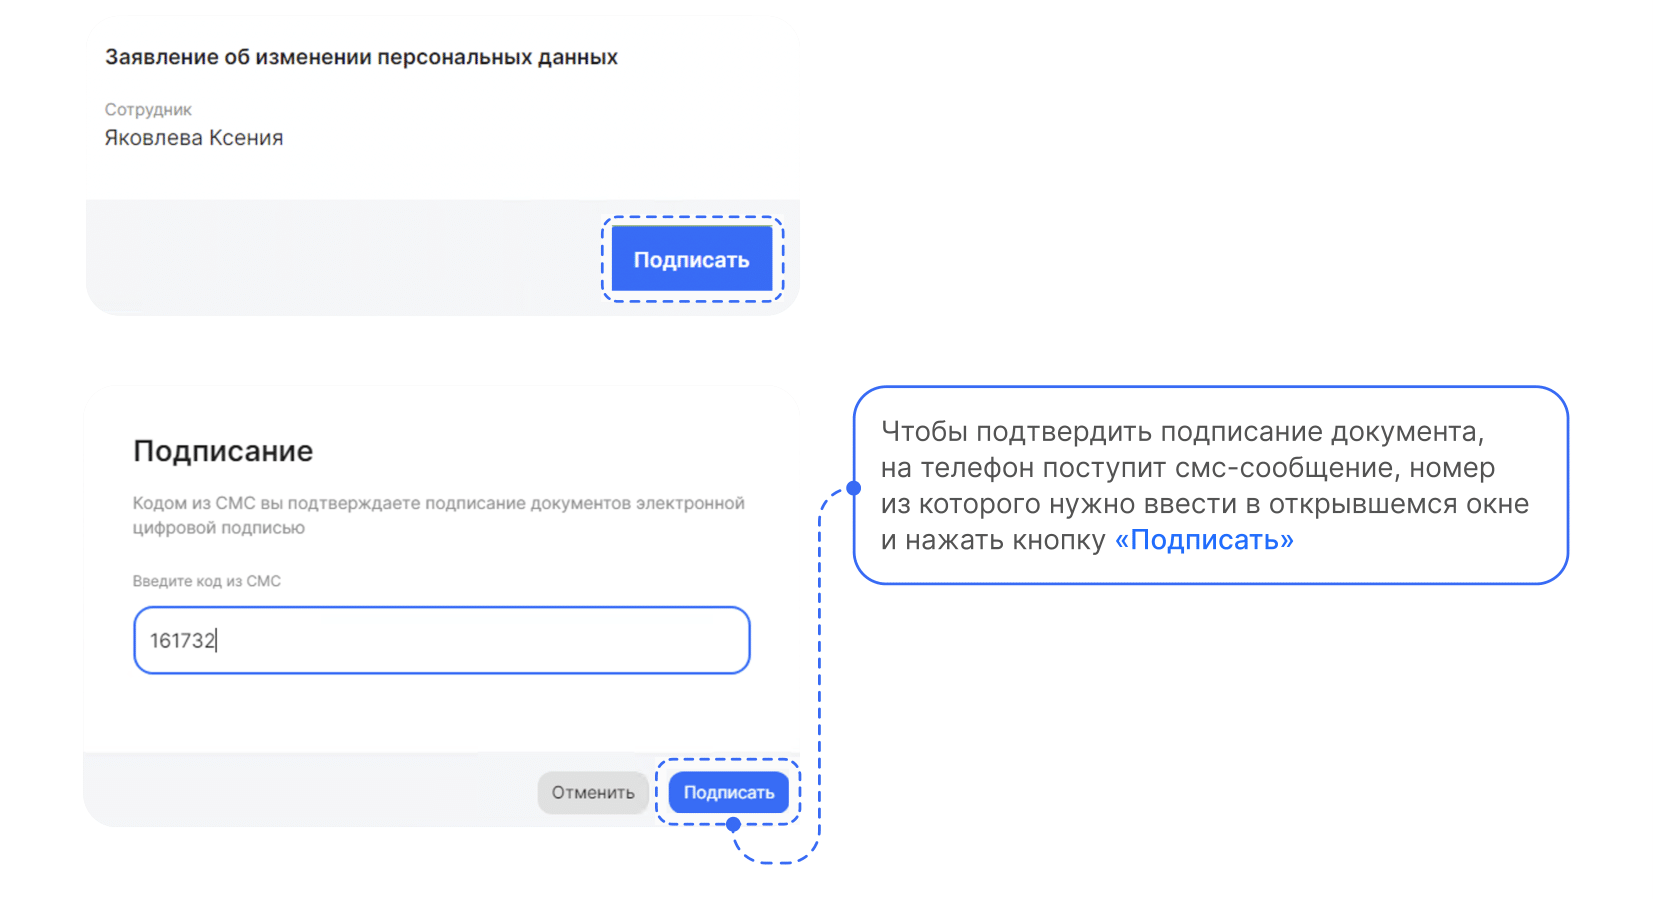 Заявление об изменении персональных данных
Сотрудник
Яковлева Ксения
Подписать
Подписание
Кодом из СМС вы подтверждаете подписание документов электронной
цифровой подписью
Введите код из СМС
161732
Отменить
Подписать
Чтобы подтвердить подписание документа,
на телефон поступит смс-сообщение, номер
из которого нужно ввести в открывшемся окне
и нажать кнопку «Подписать»